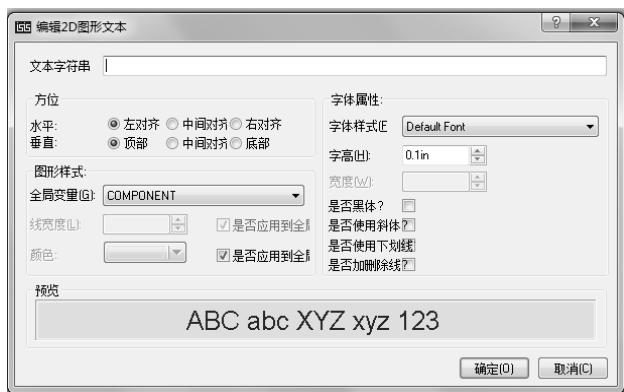 ISIS 编辑2D图形文本
文本字符串
方位
水平: 左对齐 中间对齐 右对齐
垂直: 顶部 中间对齐 底部
图形样式:
全局变量(G): COMPONENT
线宽度(L): 是否应用到全局
颜色: 是否应用到全局
字体属性:
字体样式(F Default Font
字高(H): 0.1in
宽度(W):
是否黑体?
是否使用斜体?
是否使用下划线
是否加删除线?
预览
ABC abc XYZ xyz 123
确定(O) 取消(C)